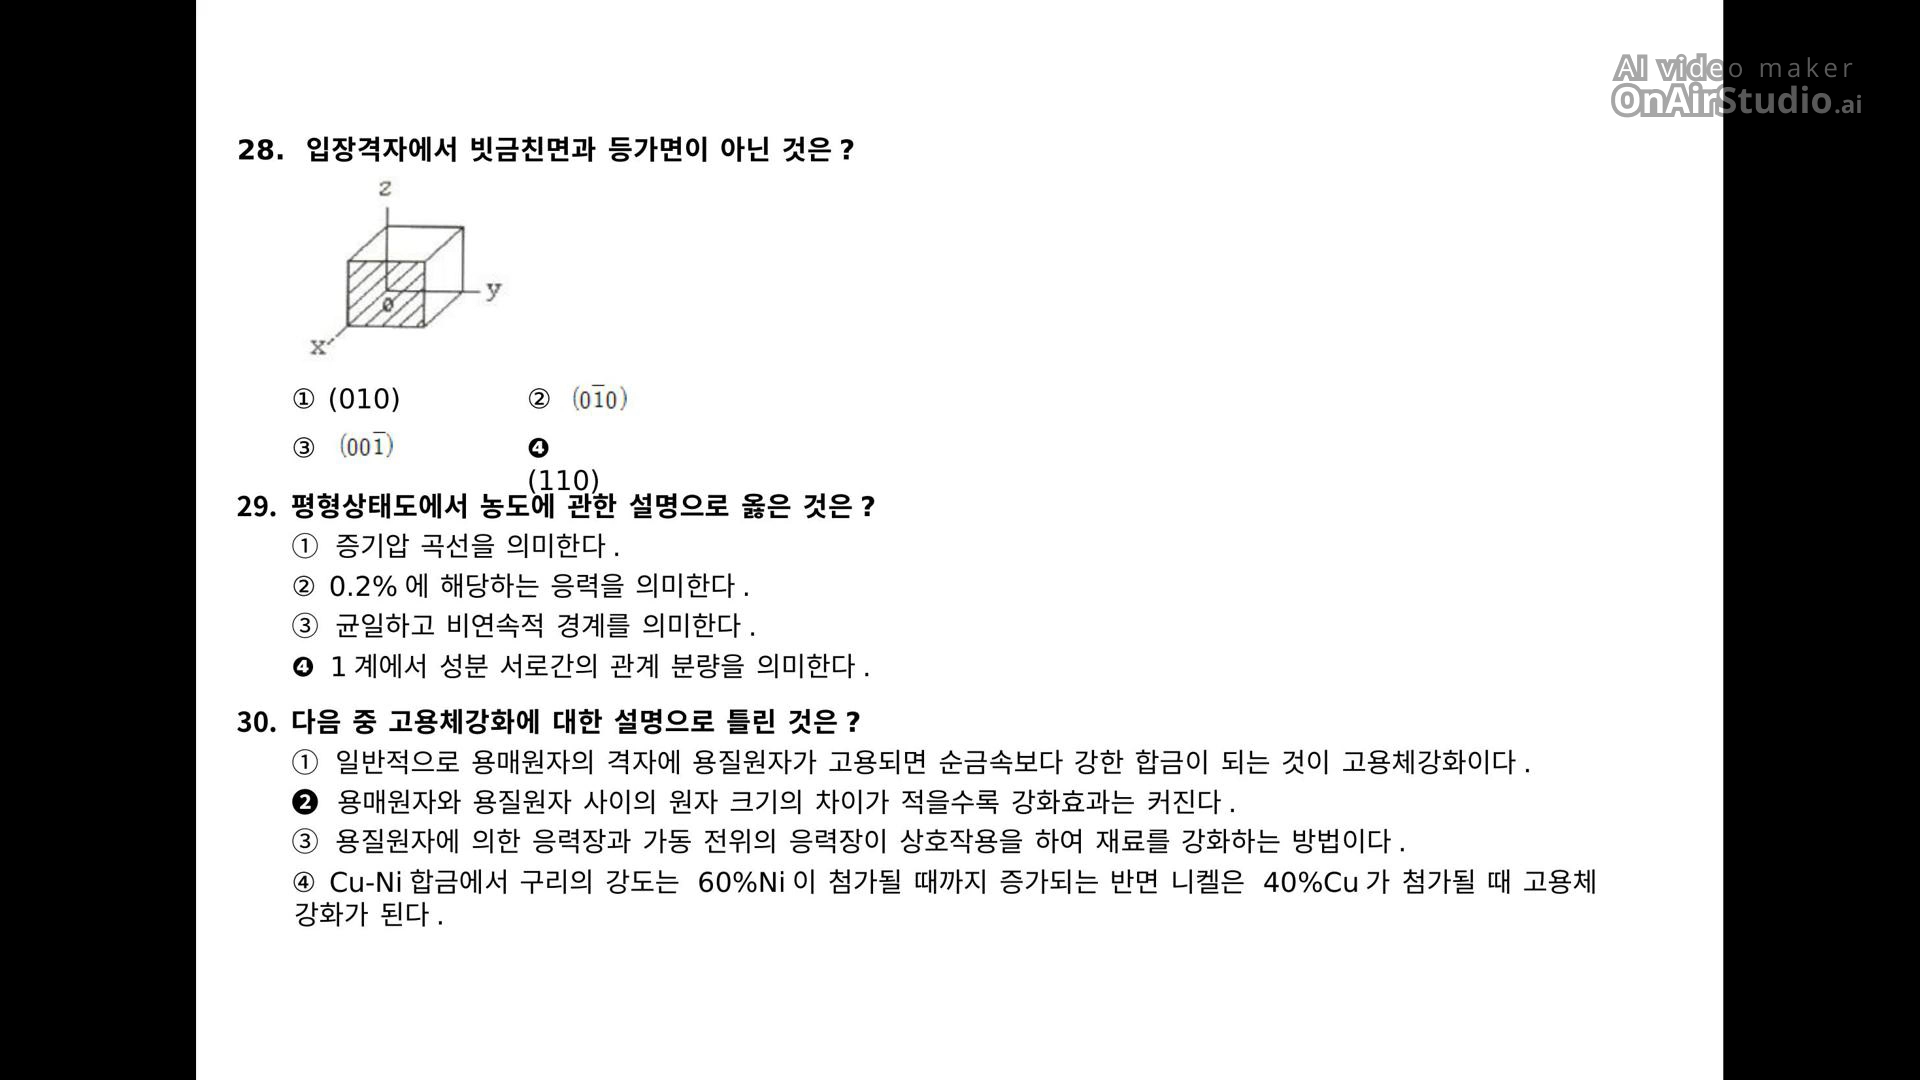 AI video maker
OnAirStudio.ai
28. 입장격자에서 빗금친면과 등가면이 아닌 것은 ?
z
y
0
x
① (010) ② (01̅0)
③ (001̅) ❹
(110)
29. 평형상태도에서 농도에 관한 설명으로 옳은 것은 ?
① 증기압 곡선을 의미한다 .
② 0.2% 에 해당하는 응력을 의미한다 .
③ 균일하고 비연속적 경계를 의미한다 .
❹ 1 계에서 성분 서로간의 관계 분량을 의미한다 .
30. 다음 중 고용체강화에 대한 설명으로 틀린 것은 ?
① 일반적으로 용매원자의 격자에 용질원자가 고용되면 순금속보다 강한 합금이 되는 것이 고용체강화이다 .
❷ 용매원자와 용질원자 사이의 원자 크기의 차이가 적을수록 강화효과는 커진다 .
③ 용질원자에 의한 응력장과 가동 전위의 응력장이 상호작용을 하여 재료를 강화하는 방법이다 .
④ Cu-Ni 합금에서 구리의 강도는 60%Ni 이 첨가될 때까지 증가되는 반면 니켈은 40%Cu 가 첨가될 때 고용체
강화가 된다 .